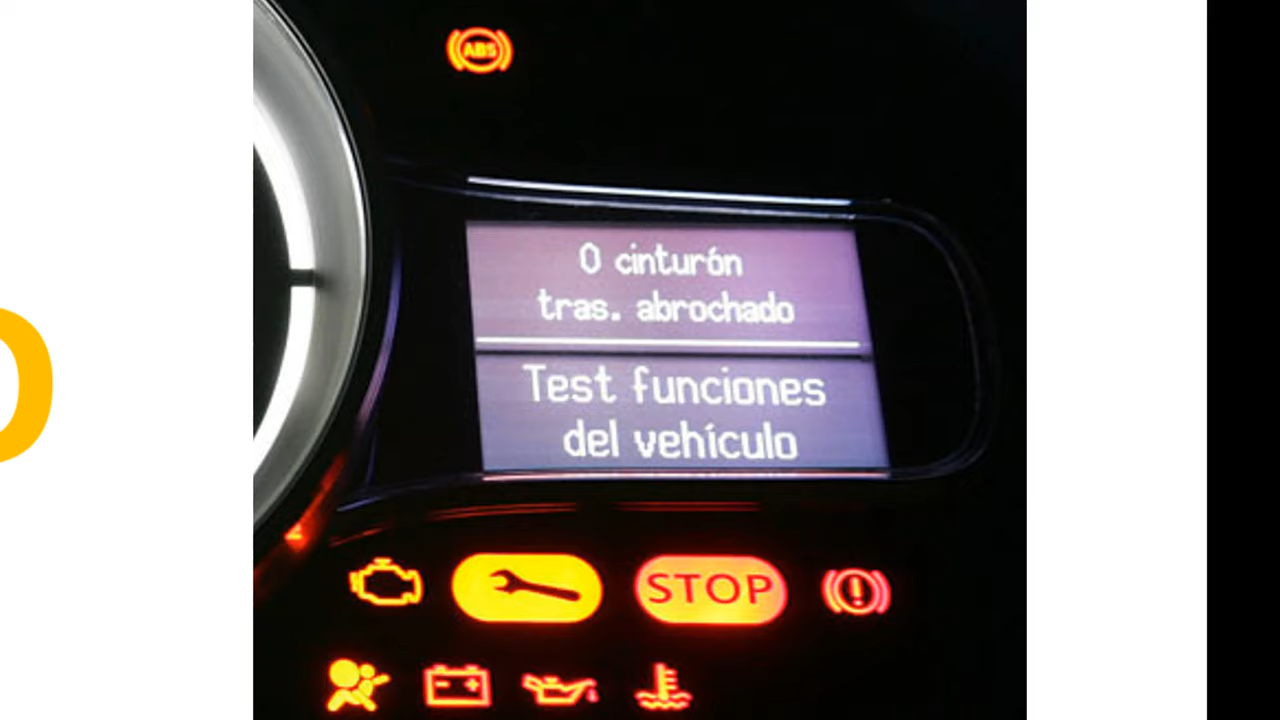 ABS
0 cinturón
tras. abrochado
Test funciones
del vehículo
STOP